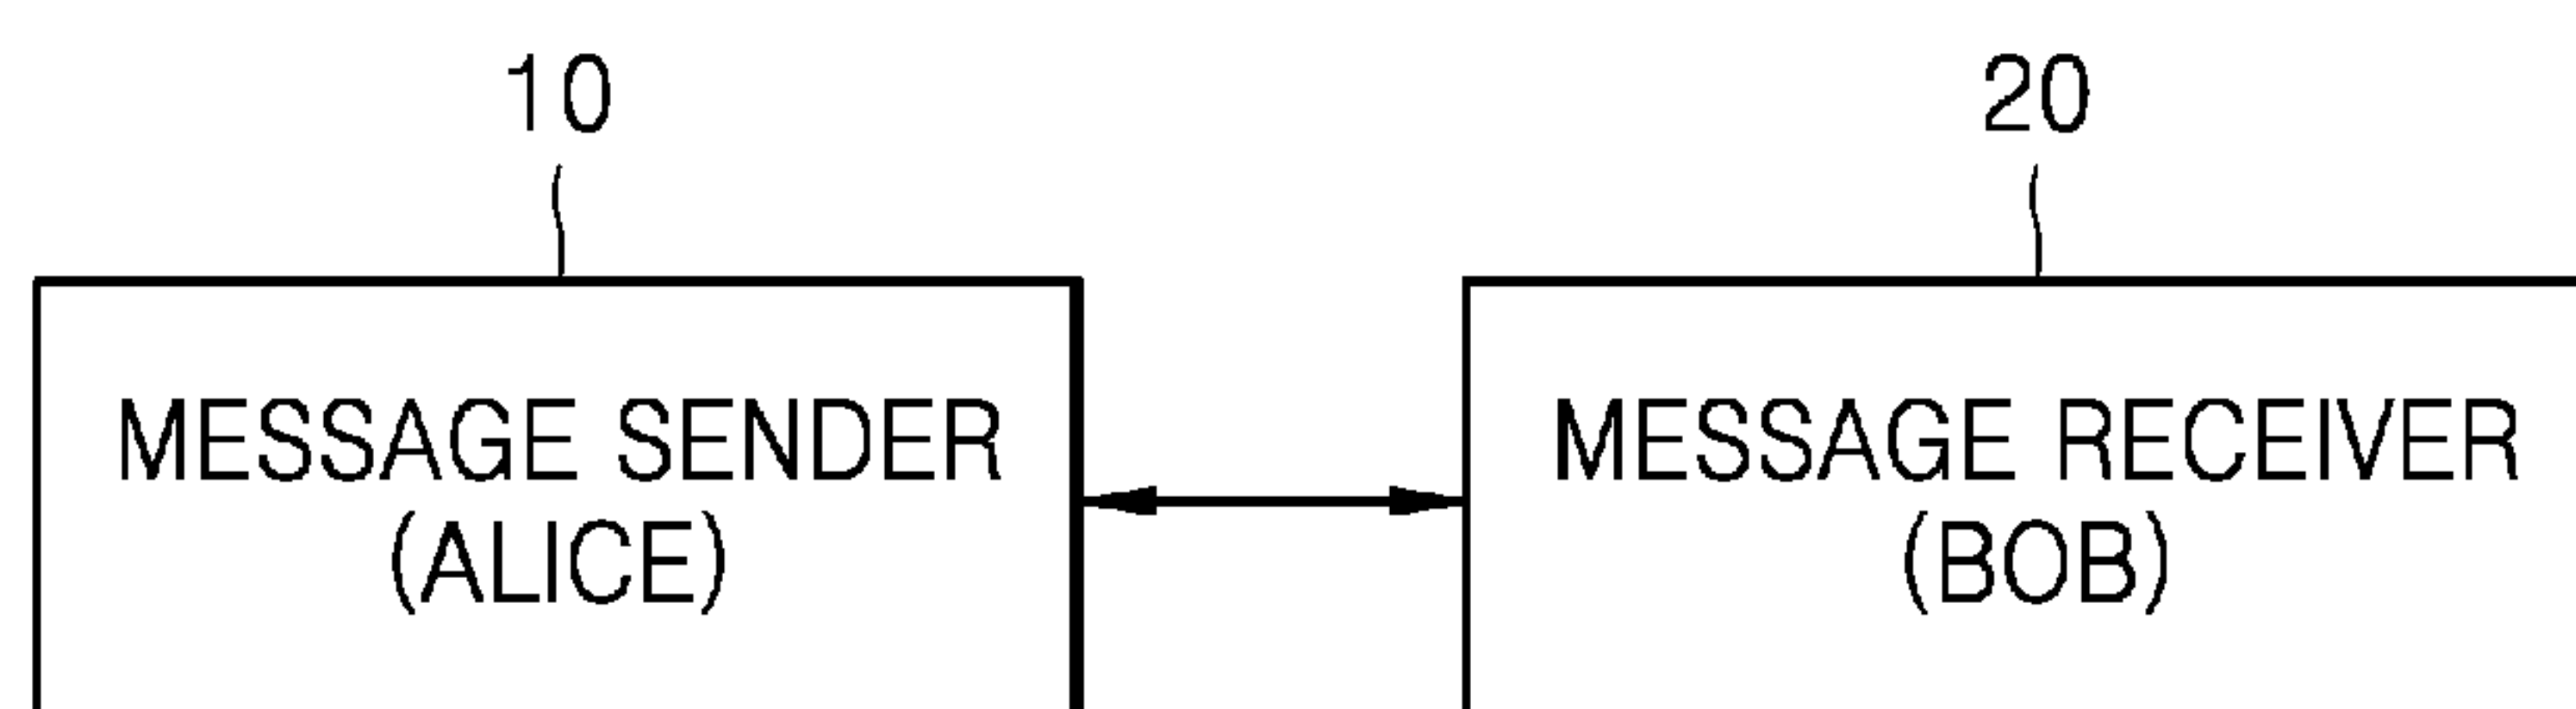 10 20
MESSAGE SENDER
(ALICE)
MESSAGE RECEIVER
(BOB)